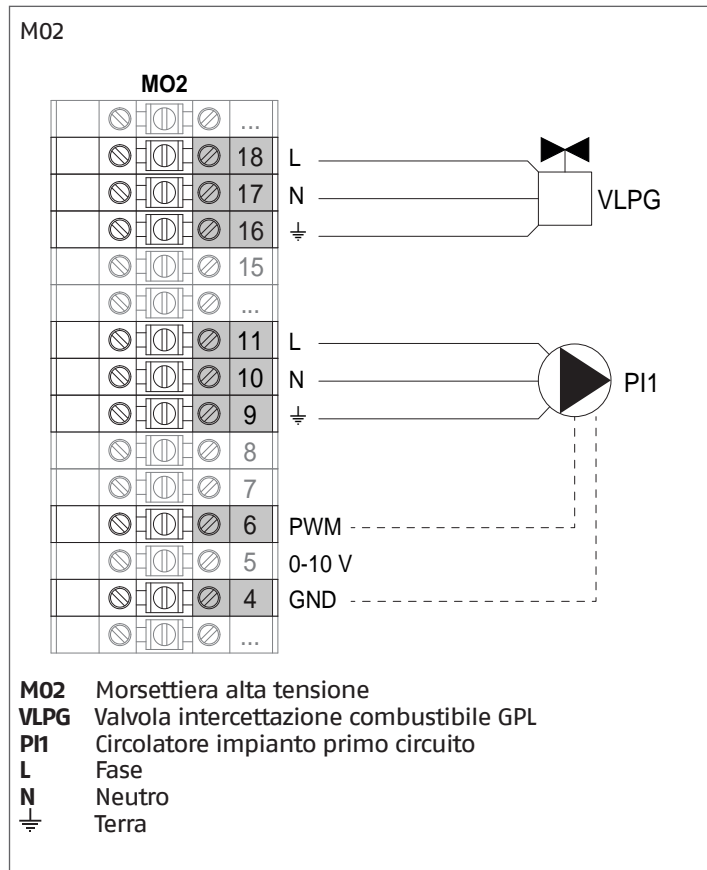 M02
MO2
...
18 L
17 N VLPG
16 ⏚
15
...
11 L
10 N PI1
9 ⏚
8
7
6 PWM
5 0-10 V
4 GND
...
M02 Morsettiera alta tensione
VLPG Valvola intercettazione combustibile GPL
PI1 Circolatore impianto primo circuito
L Fase
N Neutro
⏚ Terra